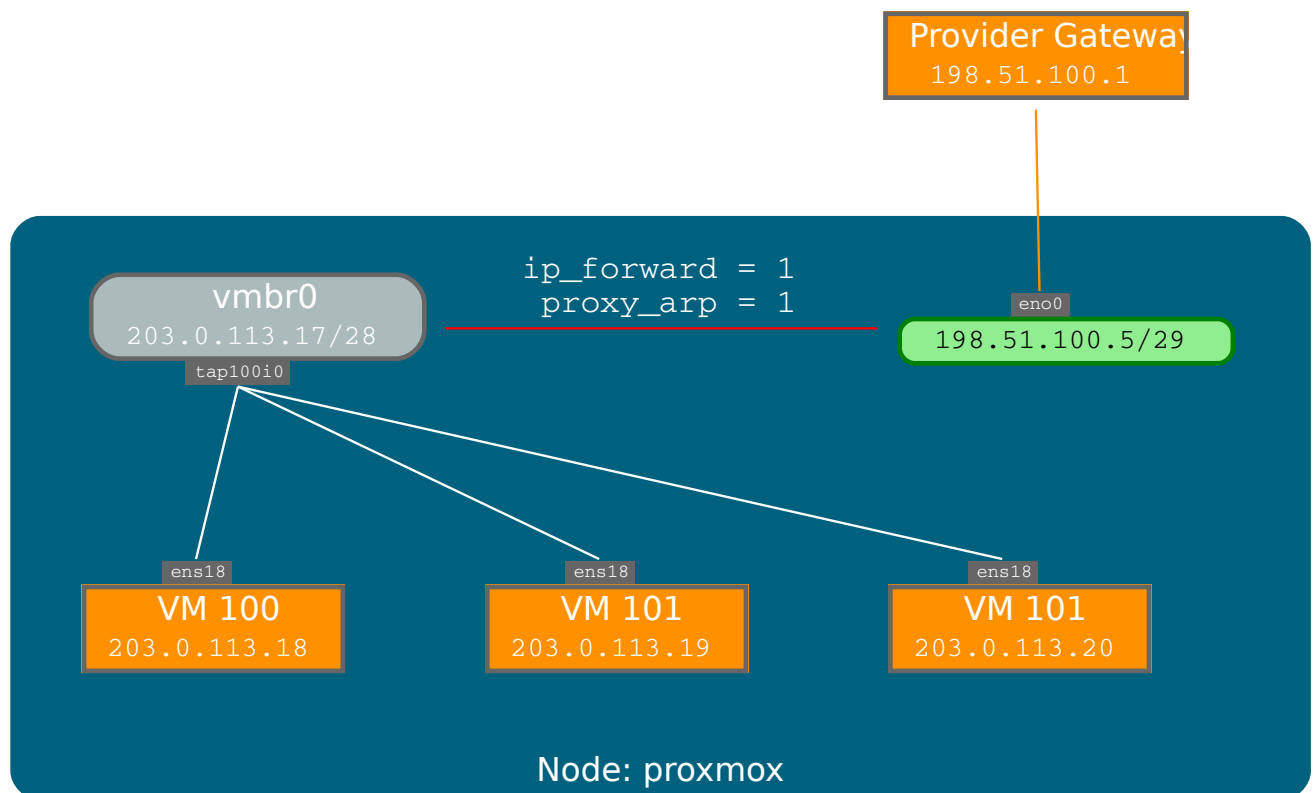 Provider Gateway
198.51.100.1
ip_forward = 1
proxy_arp = 1
vmbr0
203.0.113.17/28
tap100i0
eno0
198.51.100.5/29
ens18
VM 100
203.0.113.18
ens18
VM 101
203.0.113.19
ens18
VM 101
203.0.113.20
Node: proxmox